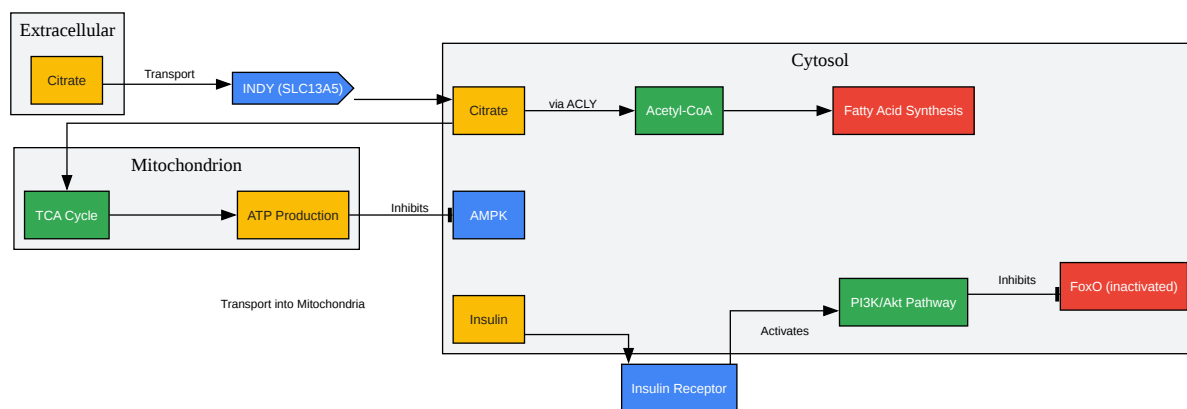 Extracellular
Citrate
Transport
INDY (SLC13A5)
Cytosol
Citrate
via ACLY
Acetyl-CoA
Fatty Acid Synthesis
Mitochondrion
TCA Cycle
ATP Production
Inhibits
AMPK
Transport into Mitochondria
Insulin
Activates
PI3K/Akt Pathway
Inhibits
FoxO (inactivated)
Insulin Receptor